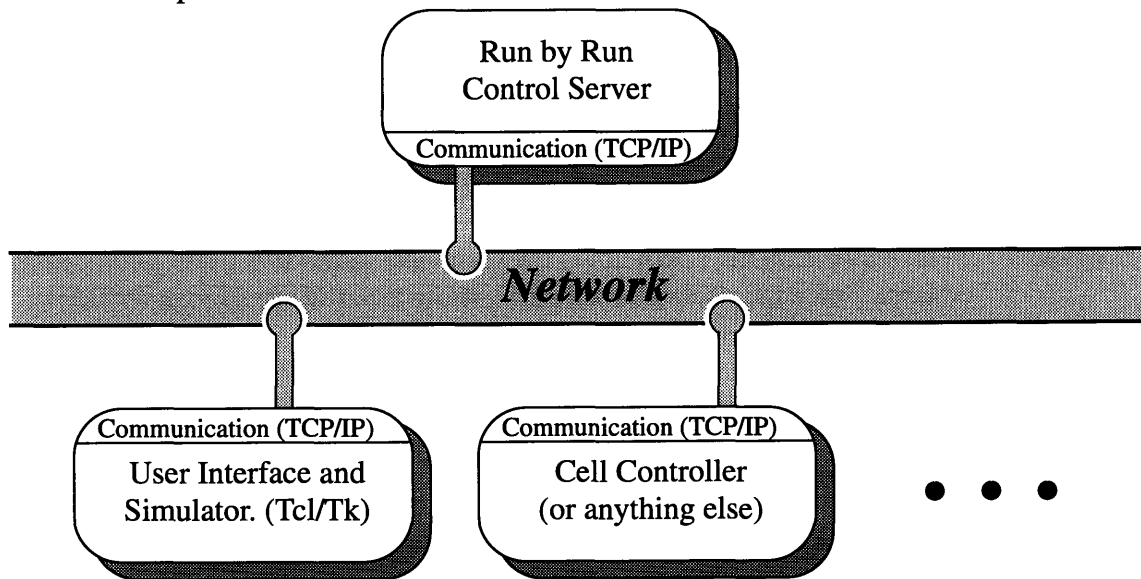 Run by Run
Control Server
Communication (TCP/IP)
Network
Communication (TCP/IP)
User Interface and
Simulator. (Tcl/Tk)
Communication (TCP/IP)
Cell Controller
(or anything else)